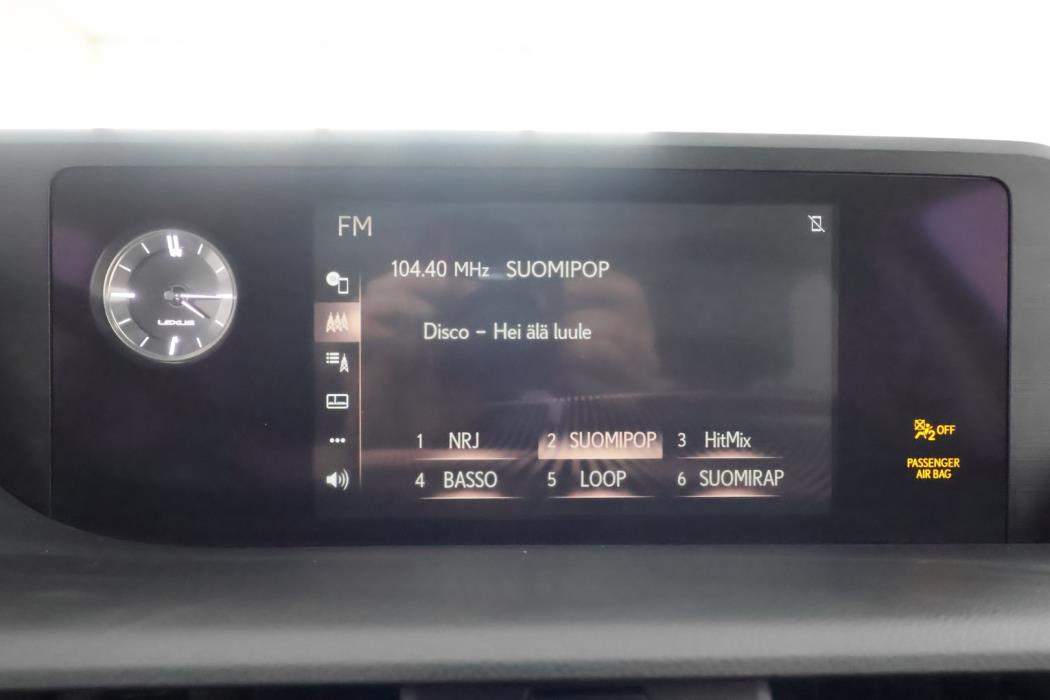 FM
104.40 MHz SUOMIPOP
Disco – Hei älä luule
1 NRJ 2 SUOMIPOP 3 HitMix
4 BASSO 5 LOOP 6 SUOMIRAP
LEXUS
2 OFF
PASSENGER
AIR BAG